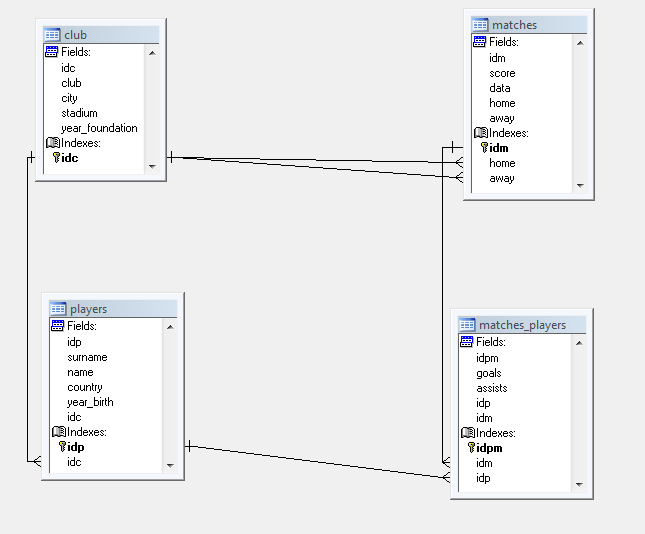 club
Fields:
idc
club
city
stadium
year_foundation
Indexes:
idc
matches
Fields:
idm
score
data
home
away
Indexes:
idm
home
away
players
Fields:
idp
surname
name
country
year_birth
idc
Indexes:
idp
idc
matches_players
Fields:
idpm
goals
assists
idp
idm
Indexes:
idpm
idm
idp